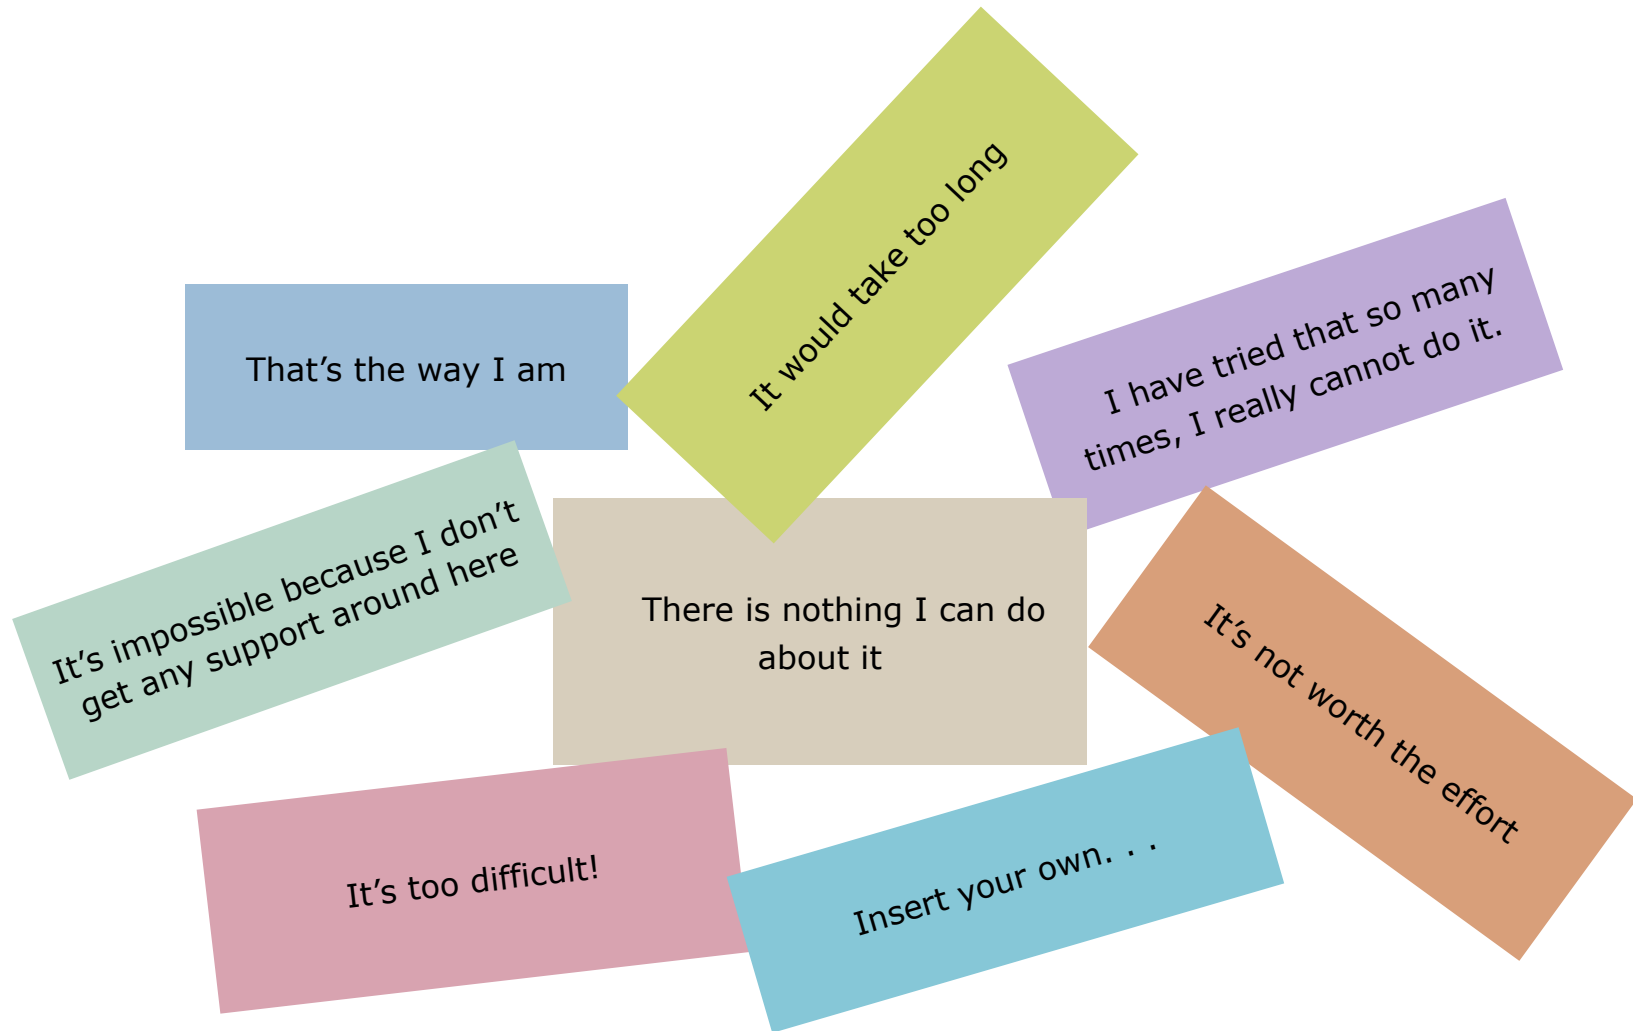 It would take too long
I have tried that so many
times, I really cannot do it.
That’s the way I am
It’s impossible because I don’t
get any support around here
There is nothing I can do
about it
It’s not worth the effort
It’s too difficult!
Insert your own. . .